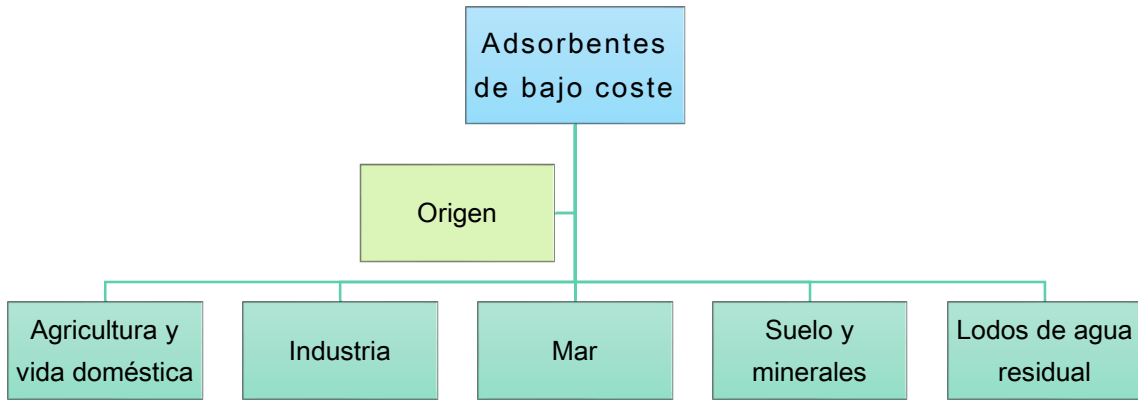 Adsorbentes
de bajo coste
Origen
Agricultura y
vida doméstica
Industria
Mar
Suelo y
minerales
Lodos de agua
residual